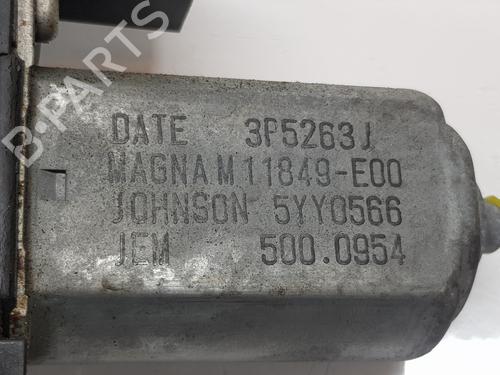 DATE 3P5263J
MAGNA M11849-E00
JOHNSON 5YY0566
JEM 500.0954
B-PARTS